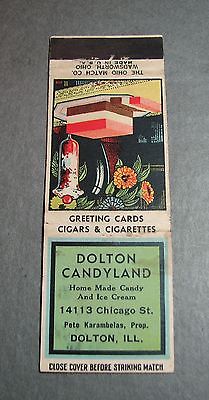 THE OHIO MATCH CO.
WADSWORTH, OHIO
MADE IN U.S.A.
GREETING CARDS
CIGARS & CIGARETTES
DOLTON
CANDYLAND
Home Made Candy
And Ice Cream
14113 Chicago St.
Pete Karambelas, Prop.
DOLTON, ILL.
CLOSE COVER BEFORE STRIKING MATCH